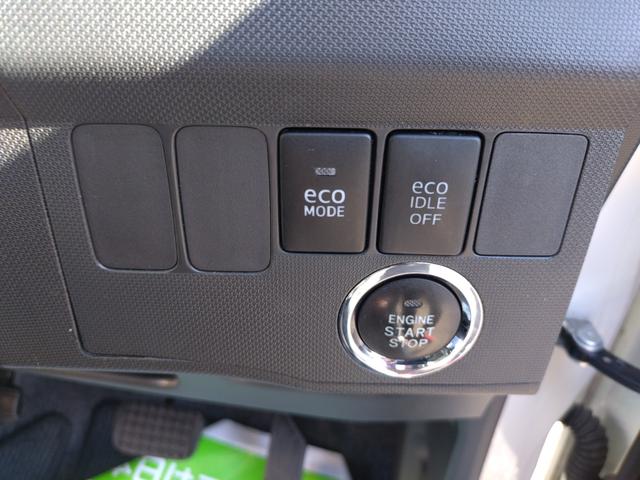 eco
MODE
eco
IDLE
OFF
ENGINE
START
STOP